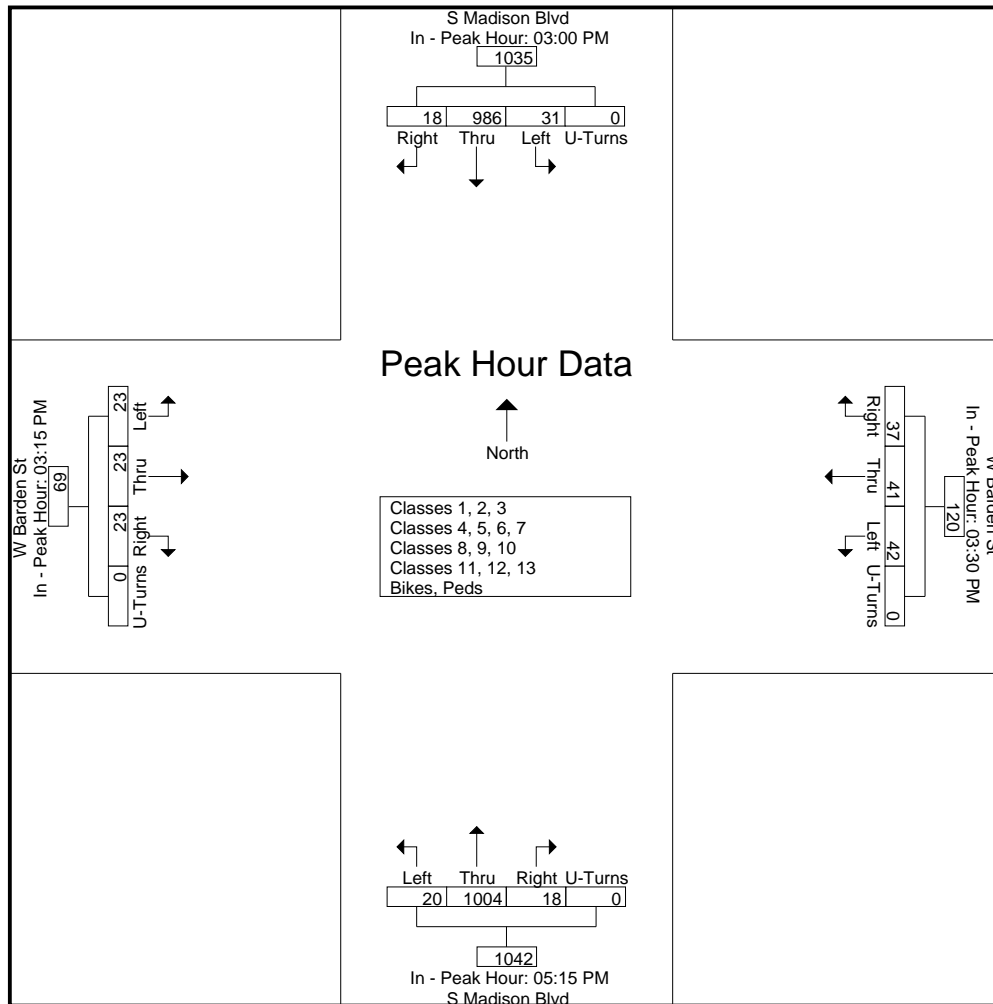 S Madison Blvd
In - Peak Hour: 03:00 PM
1035
18 986 31 0
Right Thru Left U-Turns
Peak Hour Data
North
Classes 1, 2, 3
Classes 4, 5, 6, 7
Classes 8, 9, 10
Classes 11, 12, 13
Bikes, Peds
W Barden St
In - Peak Hour: 03:15 PM
69
23 23 23 0
Left Thru Right U-Turns
W Barden St
In - Peak Hour: 03:30 PM
120
37 41 42 0
Right Thru Left U-Turns
Left Thru Right U-Turns
20 1004 18 0
1042
In - Peak Hour: 05:15 PM
S Madison Blvd